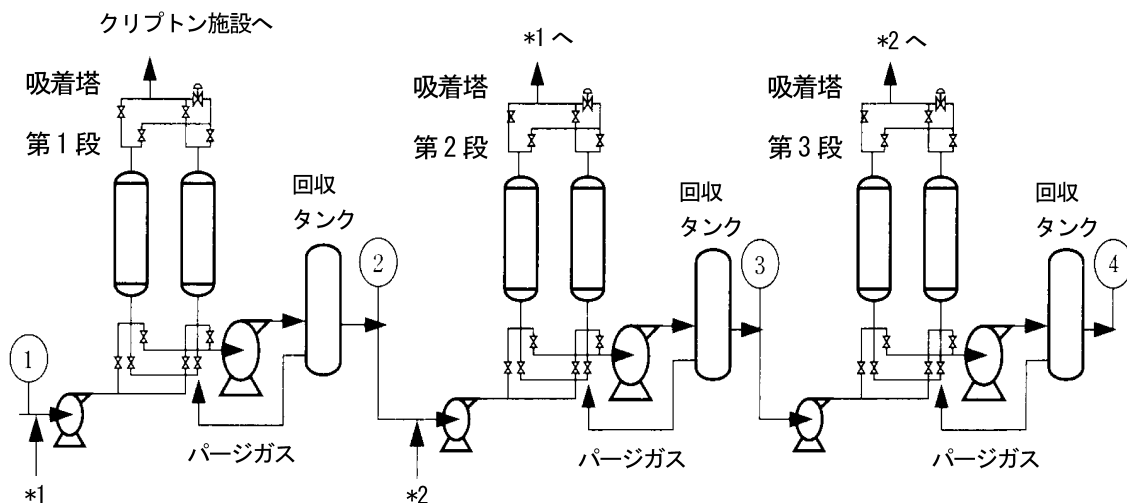 クリプトン施設へ
吸着塔
第1段
回収
タンク
1
2
パージガス
*1
*1 へ
吸着塔
第2段
回収
タンク
3
パージガス
*2
*2 へ
吸着塔
第3段
回収
タンク
4
パージガス